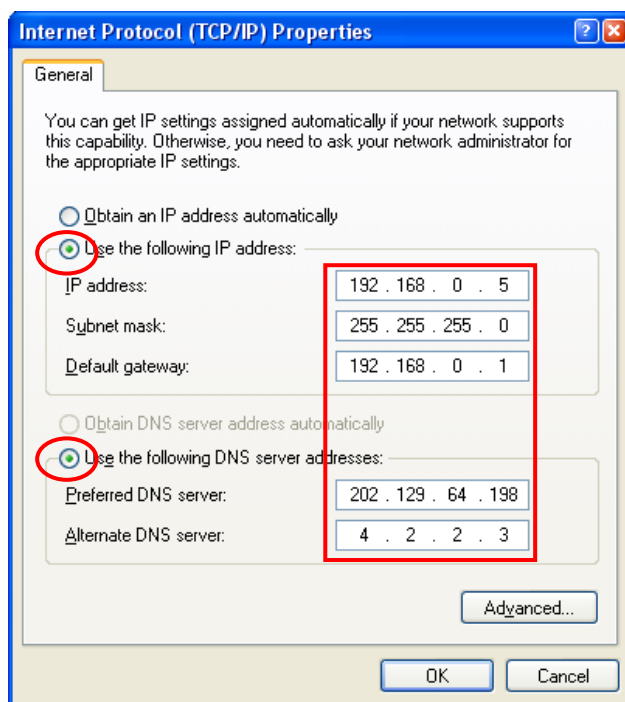 Internet Protocol (TCP/IP) Properties
General
You can get IP settings assigned automatically if your network supports
this capability. Otherwise, you need to ask your network administrator for
the appropriate IP settings.
Obtain an IP address automatically
Use the following IP address:
IP address: 192 . 168 . 0 . 5
Subnet mask: 255 . 255 . 255 . 0
Default gateway: 192 . 168 . 0 . 1
Obtain DNS server address automatically
Use the following DNS server addresses:
Preferred DNS server: 202 . 129 . 64 . 198
Alternate DNS server: 4 . 2 . 2 . 3
Advanced...
OK Cancel